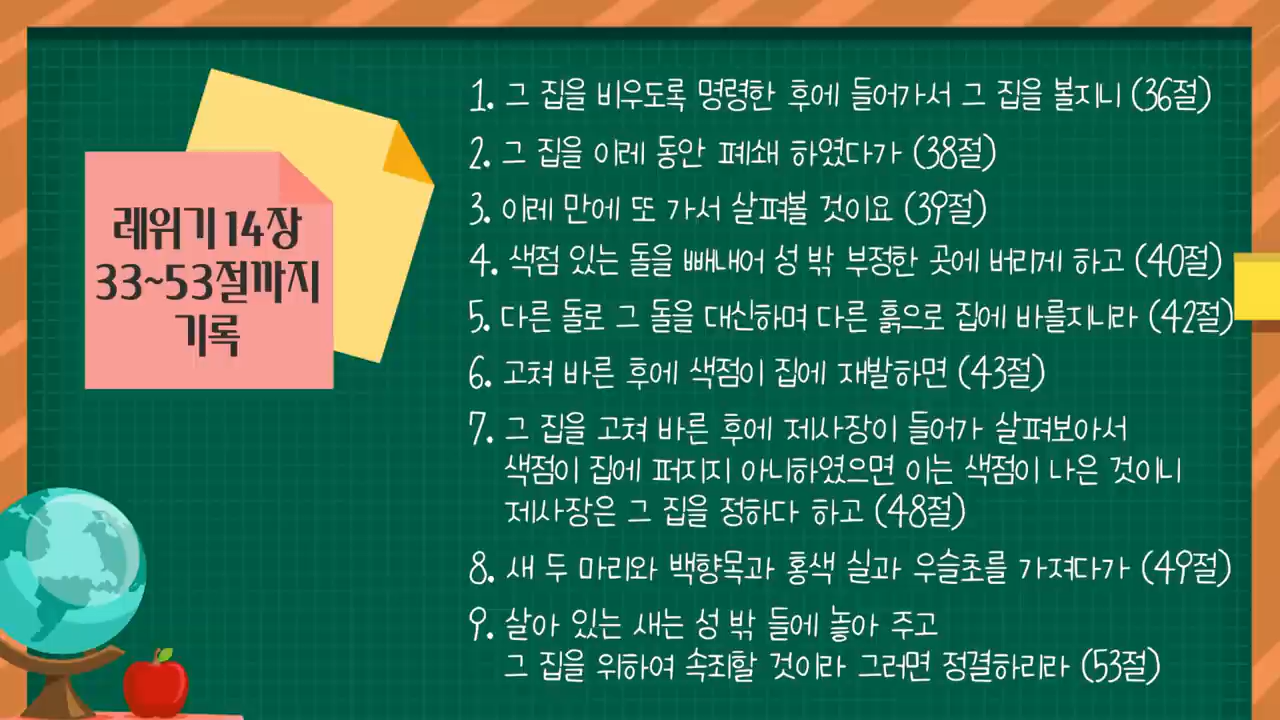 레위기 14장
33~53절까지
기록
1. 그 집을 비우도록 명령한 후에 들어가서 그 집을 볼지니 (36절)
2. 그 집을 이레 동안 폐쇄 하였다가 (38절)
3. 이레 만에 또 가서 살펴볼 것이요 (39절)
4. 색점 있는 돌을 빼내어 성 밖 부정한 곳에 버리게 하고 (40절)
5. 다른 돌로 그 돌을 대신하며 다른 흙으로 집에 바를지니라 (42절)
6. 고쳐 바른 후에 색점이 집에 재발하면 (43절)
7. 그 집을 고쳐 바른 후에 제사장이 들어가 살펴보아서
색점이 집에 퍼지지 아니하였으면 이는 색점이 나은 것이니
제사장은 그 집을 정하다 하고 (48절)
8. 새 두 마리와 백향목과 홍색 실과 우슬초를 가져다가 (49절)
9. 살아 있는 새는 성 밖 들에 놓아 주고
그 집을 위하여 속죄할 것이라 그러면 정결하리라 (53절)